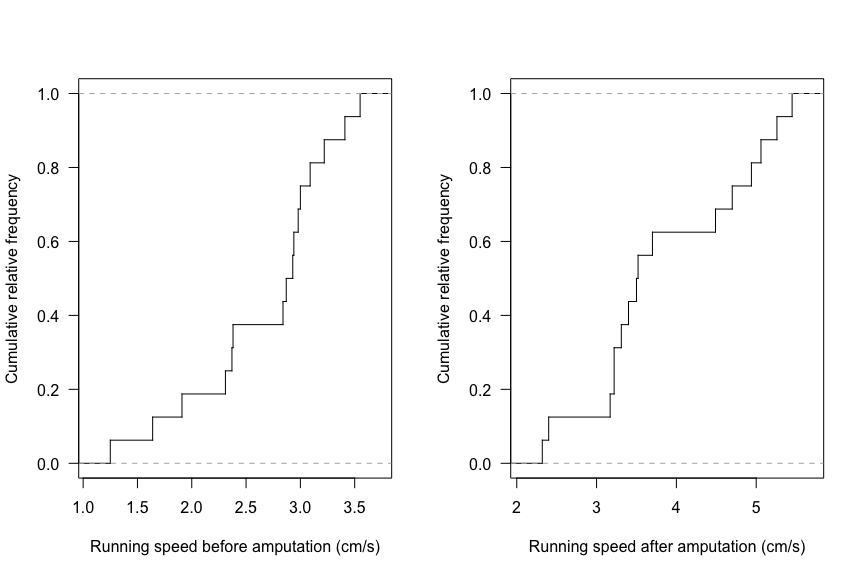 1.0
0.8
0.6
0.4
0.2
0.0
Cumulative relative frequency
1.0 1.5 2.0 2.5 3.0 3.5
Running speed before amputation (cm/s)
1.0
0.8
0.6
0.4
0.2
0.0
Cumulative relative frequency
2 3 4 5
Running speed after amputation (cm/s)